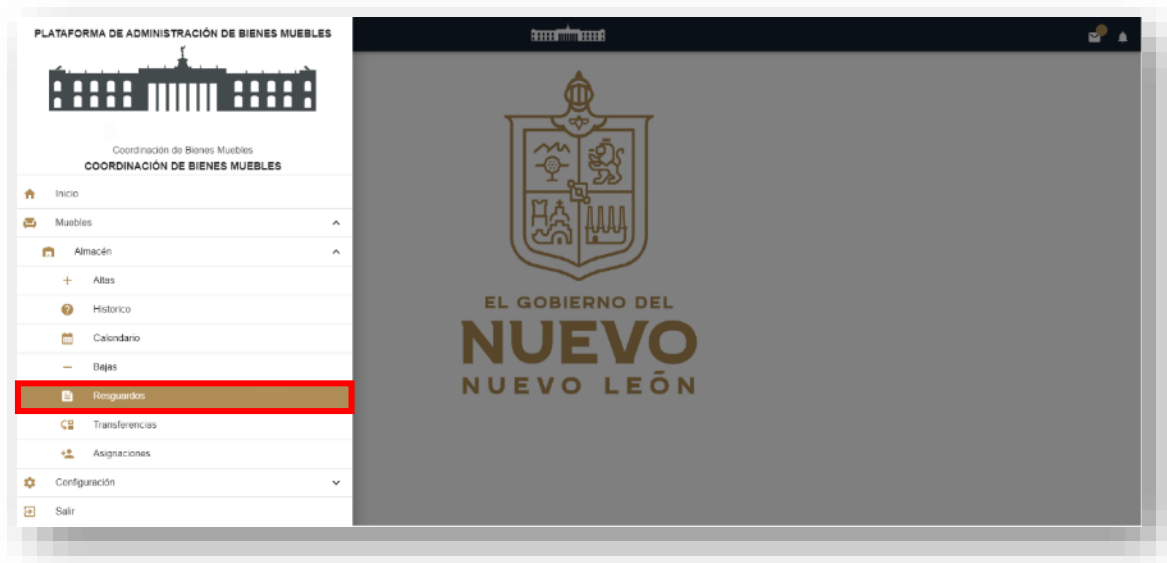 PLATAFORMA DE ADMINISTRACIÓN DE BIENES MUEBLES
Coordinación de Bienes Muebles
COORDINACIÓN DE BIENES MUEBLES
Inicio
Muebles
Almacén
Altas
Historico
Calendario
Bajas
Resguardos
Transferencias
Asignaciones
Configuración
Salir
EL GOBIERNO DEL
NUEVO
NUEVO LEÓN